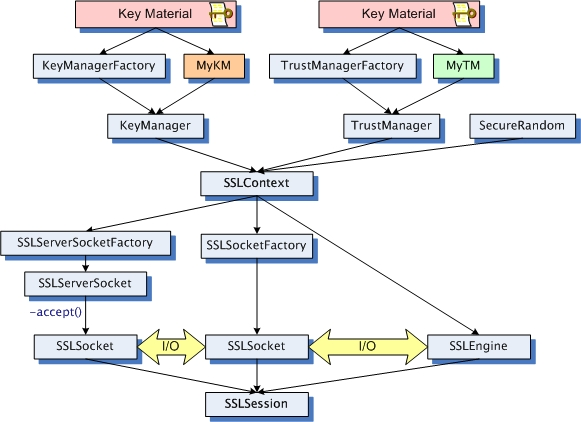 Key Material
Key Material
KeyManagerFactory
MyKM
TrustManagerFactory
MyTM
KeyManager
TrustManager
SecureRandom
SSLContext
SSLServerSocketFactory
SSLSocketFactory
SSLServerSocket
-accept()
SSLSocket
I/O
SSLSocket
I/O
SSLEngine
SSLSession